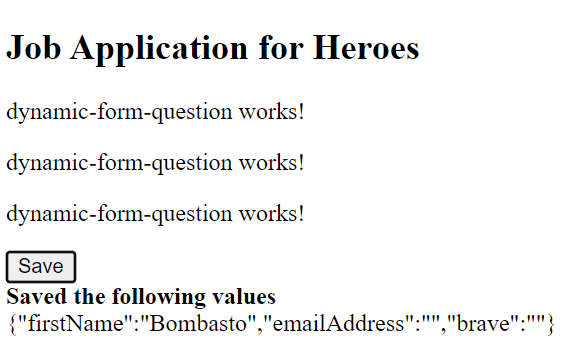 Job Application for Heroes
dynamic-form-question works!
dynamic-form-question works!
dynamic-form-question works!
Save
Saved the following values
{"firstName":"Bombasto","emailAddress":"","brave":""}